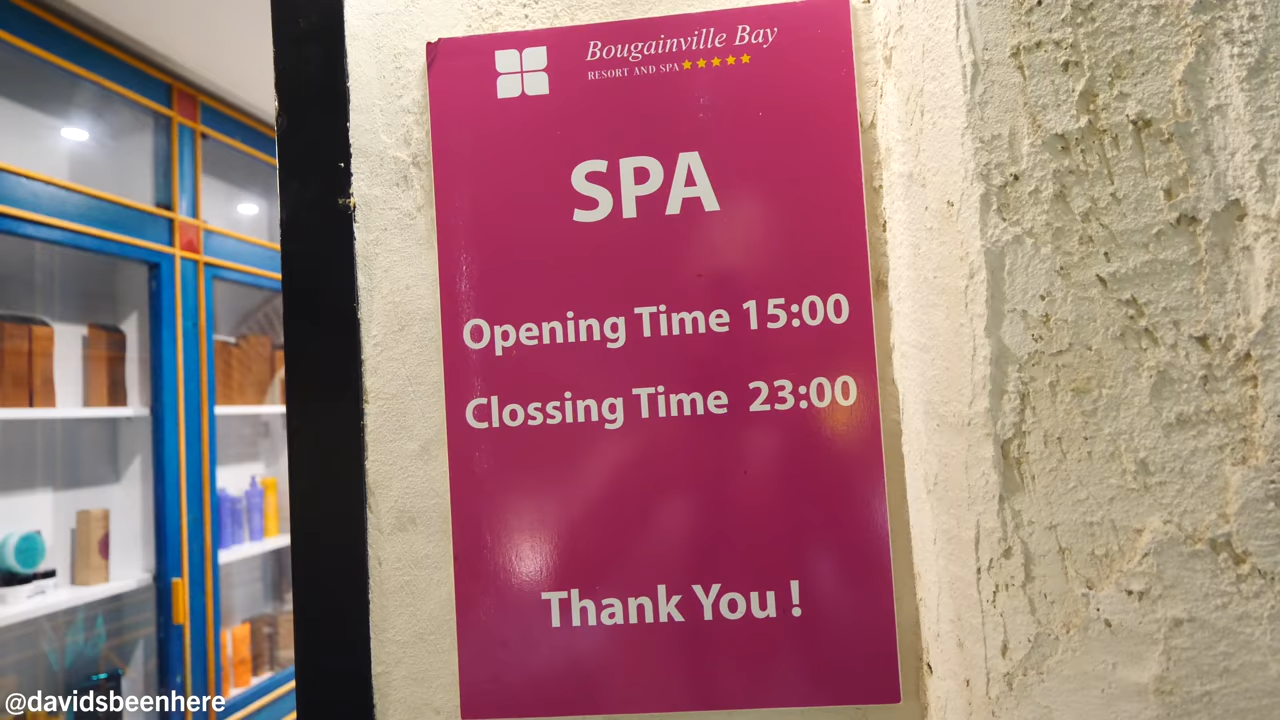 Bougainville Bay
RESORT AND SPA
SPA
Opening Time 15:00
Clossing Time 23:00
Thank You !
@davidsbeenhere